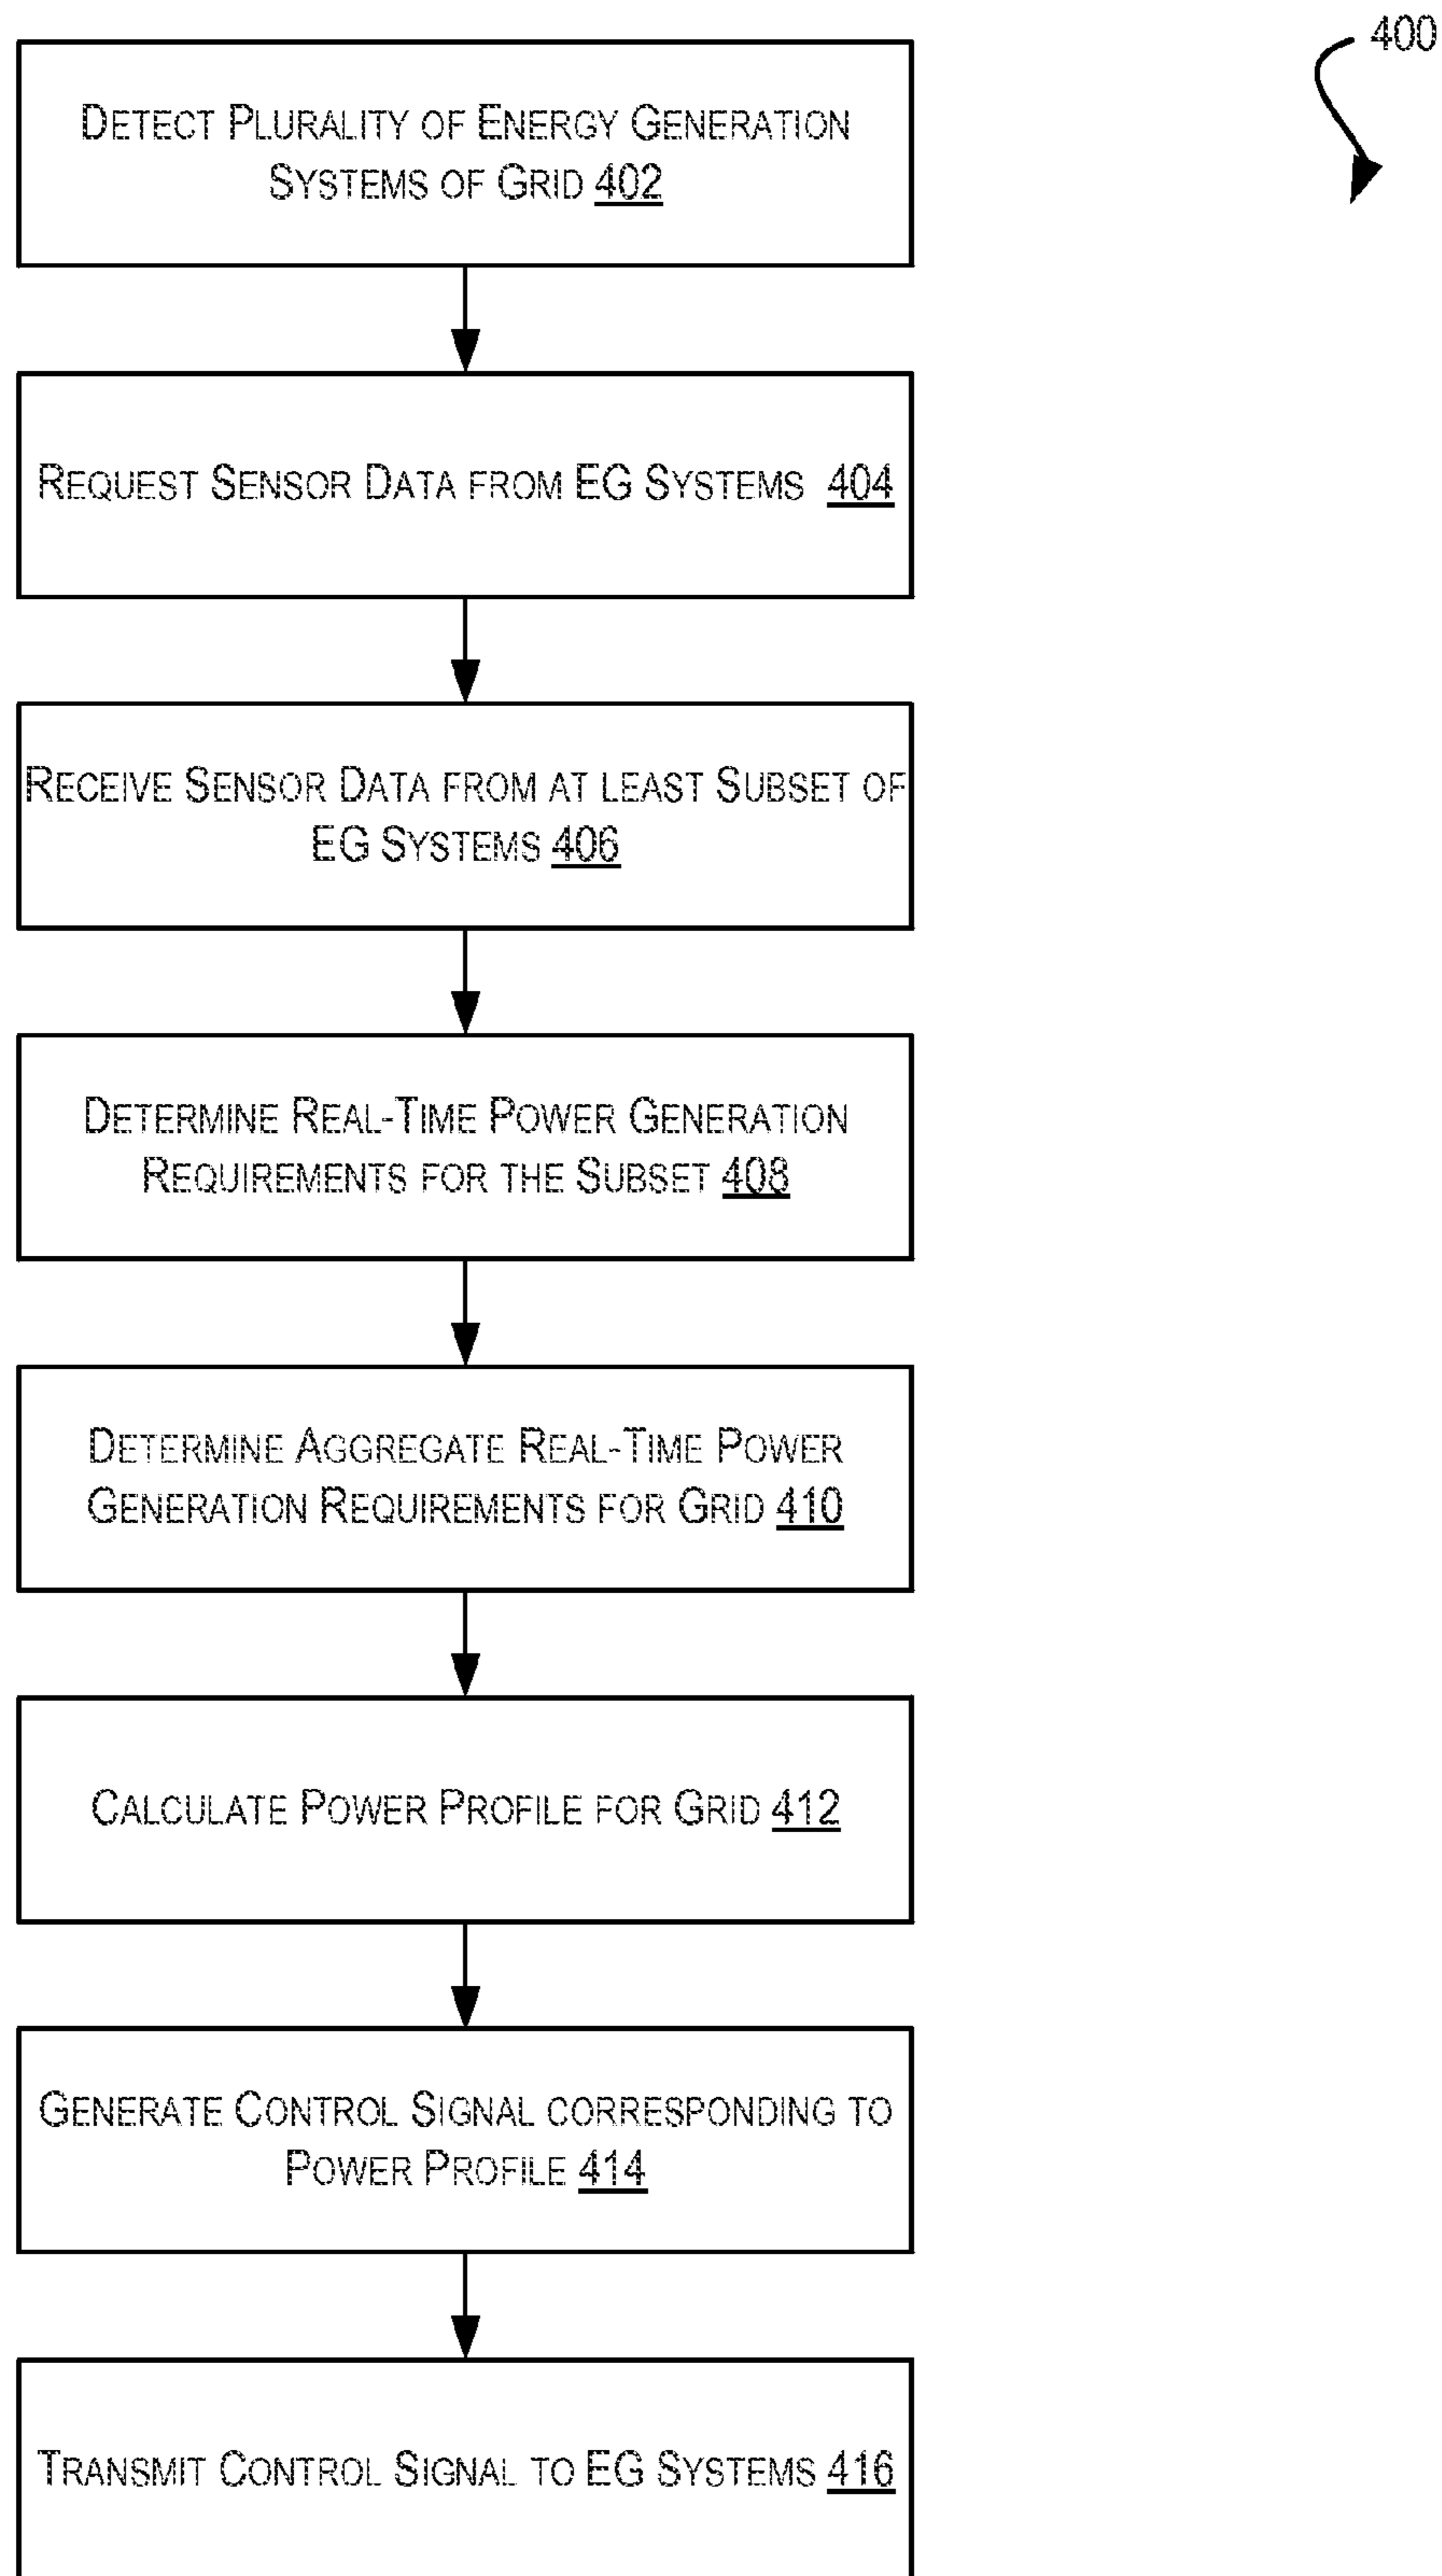 400
Detect Plurality of Energy Generation
Systems of Grid 402
Request Sensor Data from EG Systems 404
Receive Sensor Data from at least Subset of
EG Systems 406
Determine Real-Time Power Generation
Requirements for the Subset 408
Determine Aggregate Real-Time Power
Generation Requirements for Grid 410
Calculate Power Profile for Grid 412
Generate Control Signal corresponding to
Power Profile 414
Transmit Control Signal to EG Systems 416